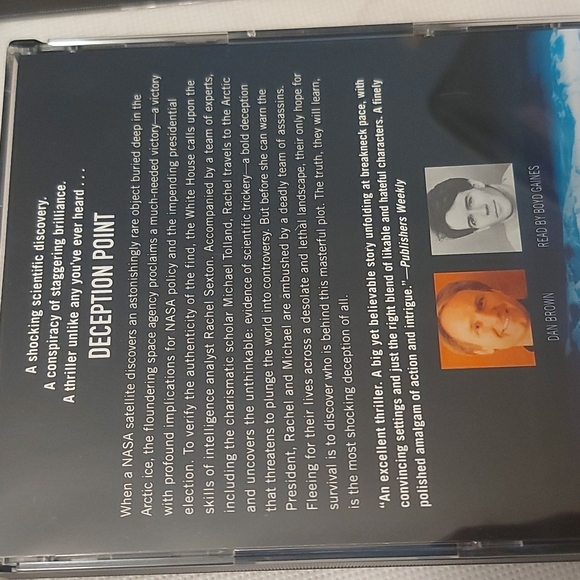 A shocking scientific discovery.
A conspiracy of staggering brilliance.
A thriller unlike any you've ever heard . . .
DECEPTION POINT
When a NASA satellite discovers an astonishingly rare object buried deep in the
Arctic ice, the floundering space agency proclaims a much-needed victory—a victory
with profound implications for NASA policy and the impending presidential
election. To verify the authenticity of the find, the White House calls upon the
skills of intelligence analyst Rachel Sexton. Accompanied by a team of experts,
including the charismatic scholar Michael Tolland, Rachel travels to the Arctic
and uncovers the unthinkable: evidence of scientific trickery—a bold deception
that threatens to plunge the world into controversy. But before she can warn the
President, Rachel and Michael are ambushed by a deadly team of assassins.
Fleeing for their lives across a desolate and lethal landscape, their only hope for
survival is to discover who is behind this masterful plot. The truth, they will learn,
is the most shocking deception of all.
"An excellent thriller. A big yet believable story unfolding at breakneck pace, with
convincing settings and just the right blend of likable and hateful characters. A finely
polished amalgam of action and intrigue."—Publishers Weekly
DAN BROWN
READ BY BOYD GAINES